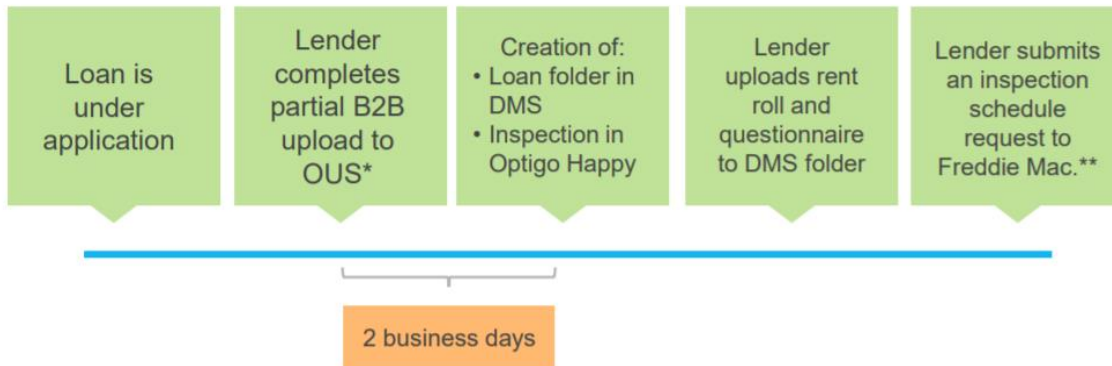 Loan is
under
application
Lender
completes
partial B2B
upload to
OUS*
Creation of:
• Loan folder in
DMS
• Inspection in
Optigo Happy
Lender
uploads rent
roll and
questionnaire
to DMS folder
Lender submits
an inspection
schedule
request to
Freddie Mac.**
2 business days